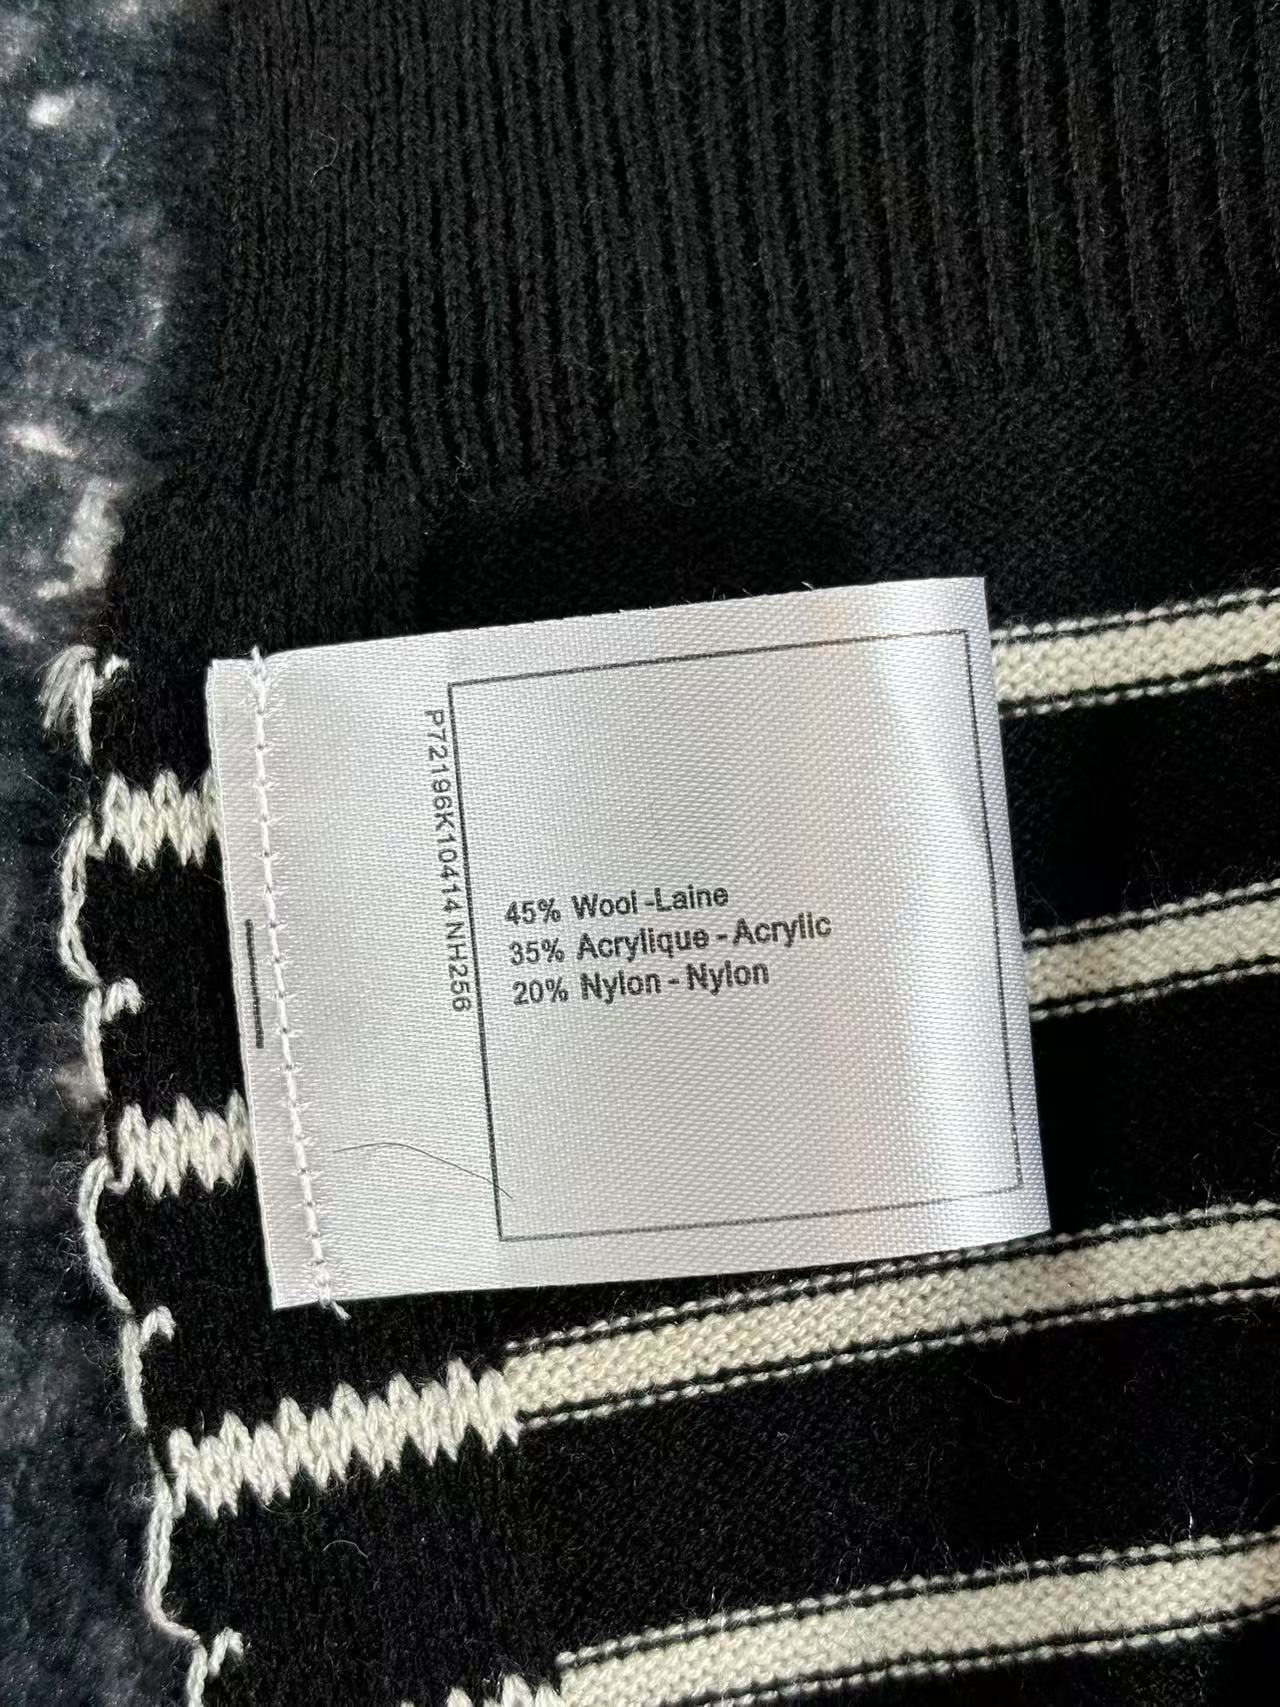 P72196K10414 NH256
45% Wool-Laine
35% Acrylique-Acrylic
20% Nylon-Nylon